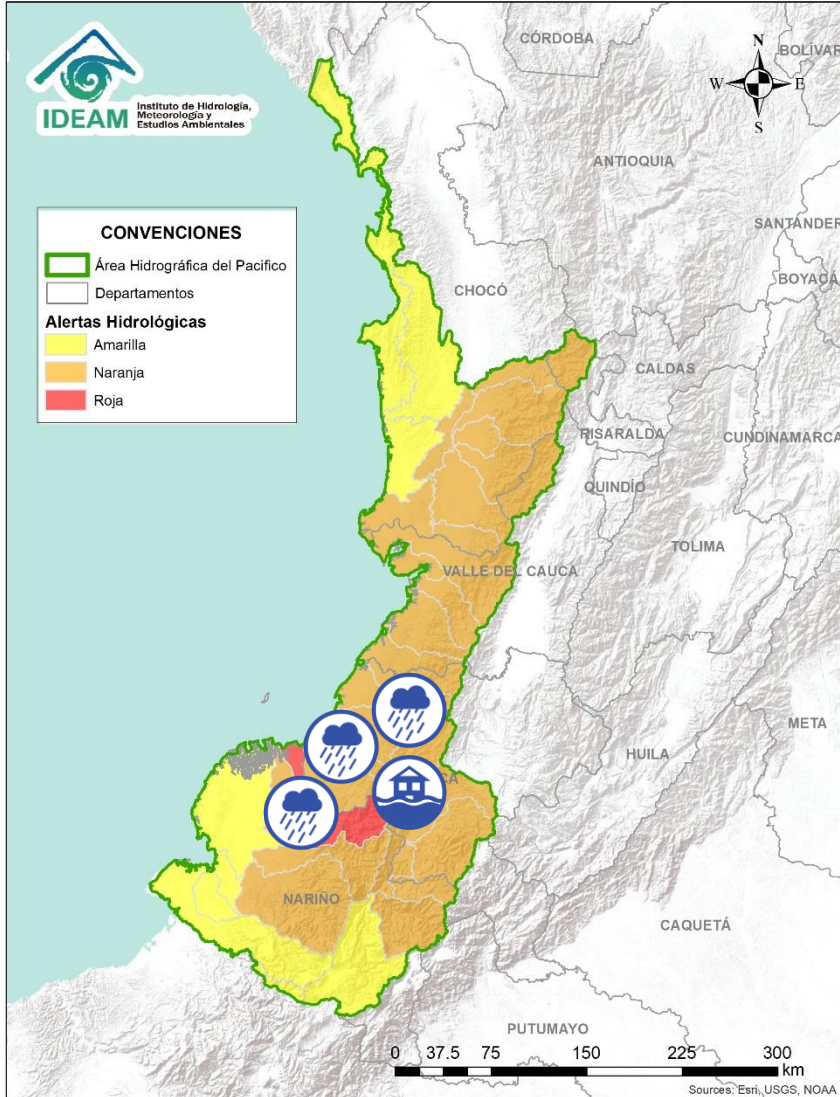 IDEAM
Instituto de Hidrología,
Meteorología y
Estudios Ambientales
CÓRDOBA
BOLÍVAR
N
W
E
S
ANTIOQUIA
SANTANDER
BOYACÁ
CONVENCIONES
Área Hidrográfica del Pacifico
Departamentos
Alertas Hidrológicas
Amarilla
Naranja
Roja
CHOCÓ
CALDAS
RISARALDA
CUNDINAMARCA
QUINDÍO
TOLIMA
VALLE DEL CAUCA
META
HUILA
CA
NARIÑO
CAQUETÁ
PUTUMAYO
0 37.5 75 150 225 300
km
Sources: Esri, USGS, NOAA